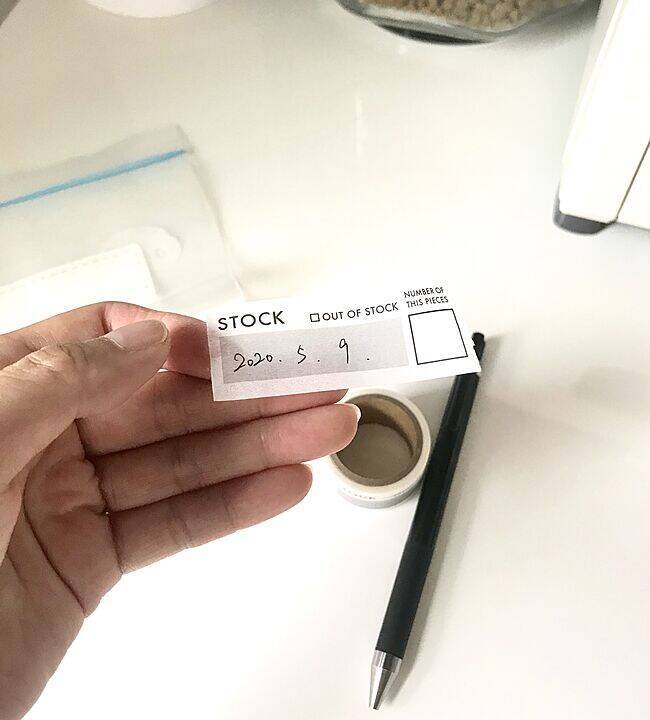 STOCK
☐ OUT OF STOCK
NUMBER OF
THIS PIECES
2020. 5. 9.